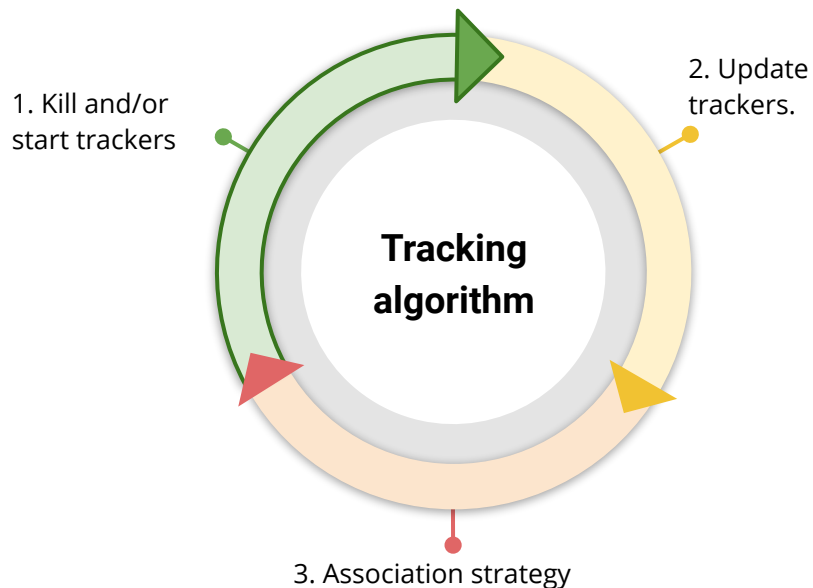 1. Kill and/or
start trackers
2. Update
trackers.
Tracking
algorithm
3. Association strategy